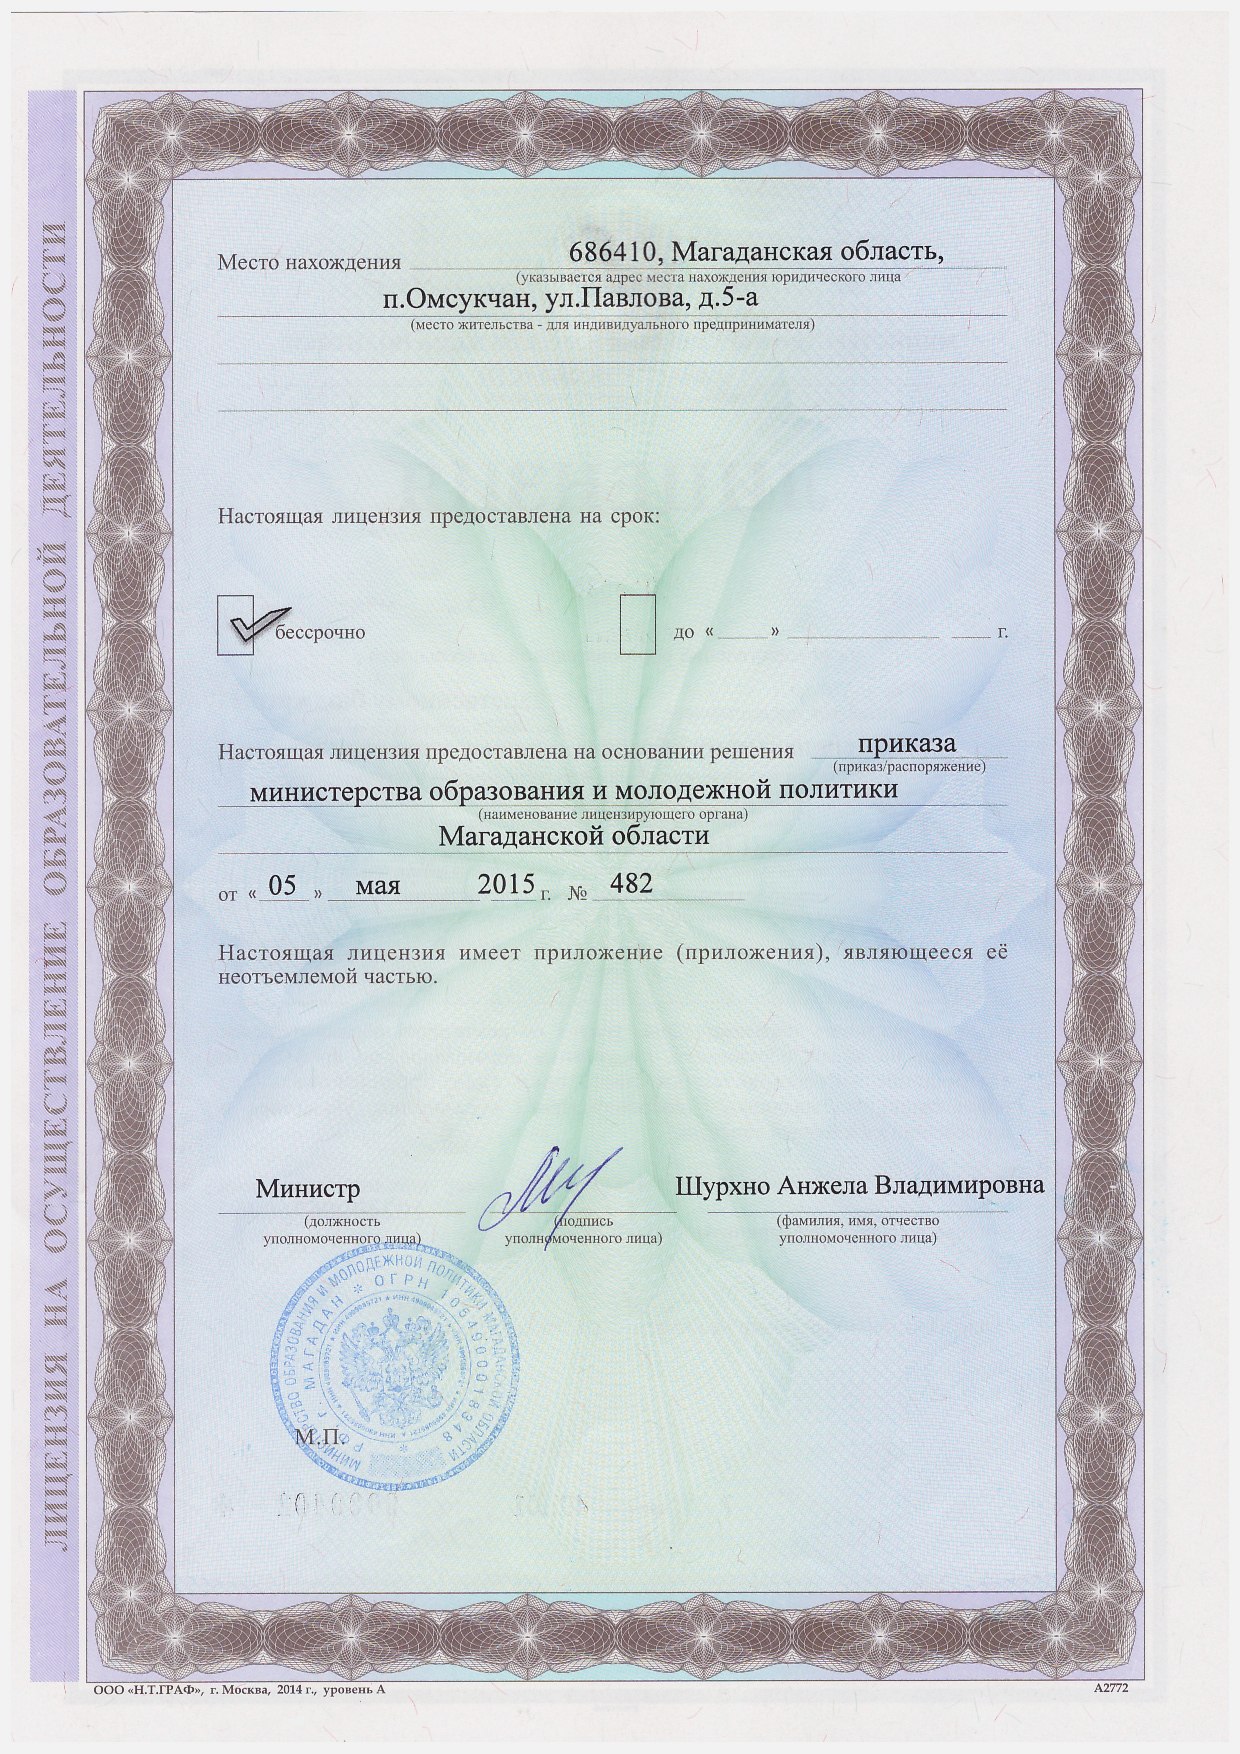 ЛИЦЕНЗИЯ НА ОСУЩЕСТВЛЕНИЕ ОБРАЗОВАТЕЛЬНОЙ ДЕЯТЕЛЬНОСТИ
Место нахождения 686410, Магаданская область,
(указывается адрес места нахождения юридического лица
п.Омсукчан, ул.Павлова, д.5-а
(место жительства - для индивидуального предпринимателя)
Настоящая лицензия предоставлена на срок:
бессрочно до « » г.
Настоящая лицензия предоставлена на основании решения приказа
(приказ/распоряжение)
министерства образования и молодежной политики
(наименование лицензирующего органа)
Магаданской области
от « 05 » мая 2015 г. № 482
Настоящая лицензия имеет приложение (приложения), являющееся её
неотъемлемой частью.
Министр Шурхно Анжела Владимировна
(должность (подпись (фамилия, имя, отчество
уполномоченного лица) уполномоченного лица) уполномоченного лица)
МИНИСТЕРСТВО ОБРАЗОВАНИЯ И МОЛОДЕЖНОЙ ПОЛИТИКИ МАГАДАНСКОЙ ОБЛАСТИ
РФ г. МАГАДАН * ОГРН 1054900018348 *
М.П.
ООО «Н.Т.ГРАФ», г. Москва, 2014 г., уровень А А2772